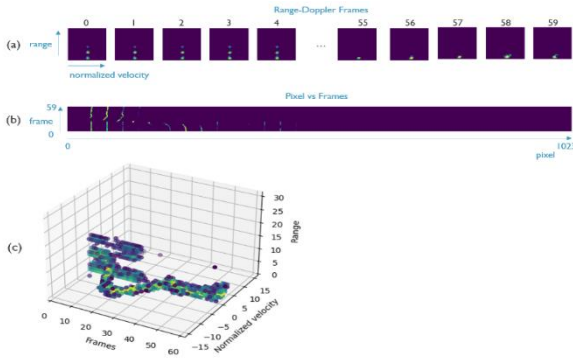 Range-Doppler Frames
0 1 2 3 4 55 56 57 58 59
(a) range ...
normalized velocity
Pixel vs Frames
59
(b) frame
0
0 102
pixel
(c)
30
25
20
15
10
5
0
Range
0 10 20 30 40 50 60
Frames
−15 −10 −5 0 5 10 15
Normalized velocity